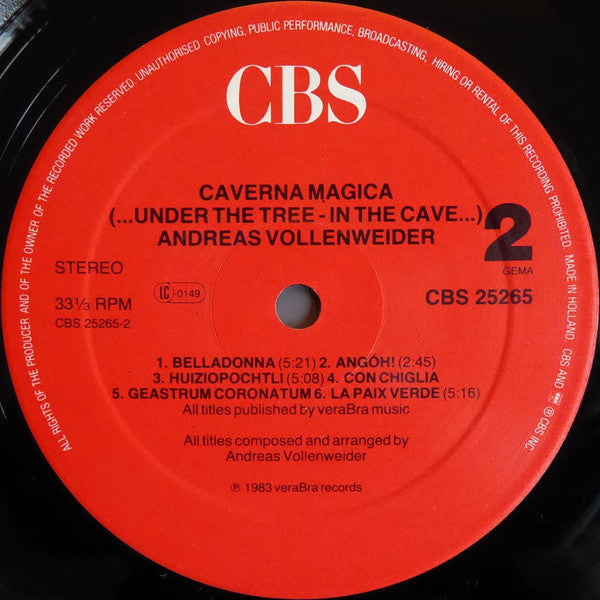 ALL RIGHTS OF THE PRODUCER AND OF THE OWNER OF THE RECORDED WORK RESERVED. UNAUTHORISED COPYING, PUBLIC PERFORMANCE, BROADCASTING, HIRING OR RENTAL OF THIS RECORDING PROHIBITED. MADE IN HOLLAND. CBS AND ® ℗ CBS INC.
CBS
CAVERNA MAGICA
(...UNDER THE TREE - IN THE CAVE...)
ANDREAS VOLLENWEIDER
2
GEMA
STEREO
33⅓ RPM
LC-0149
CBS 25265
CBS 25265-2
1. BELLADONNA (5:21) 2. ANGÓH! (2:45)
3. HUIZIOPOCHTLI (5:08) 4. CON CHIGLIA
5. GEASTRUM CORONATUM 6. LA PAIX VERDE (5:16)
All titles published by veraBra music
All titles composed and arranged by
Andreas Vollenweider
℗ 1983 veraBra records